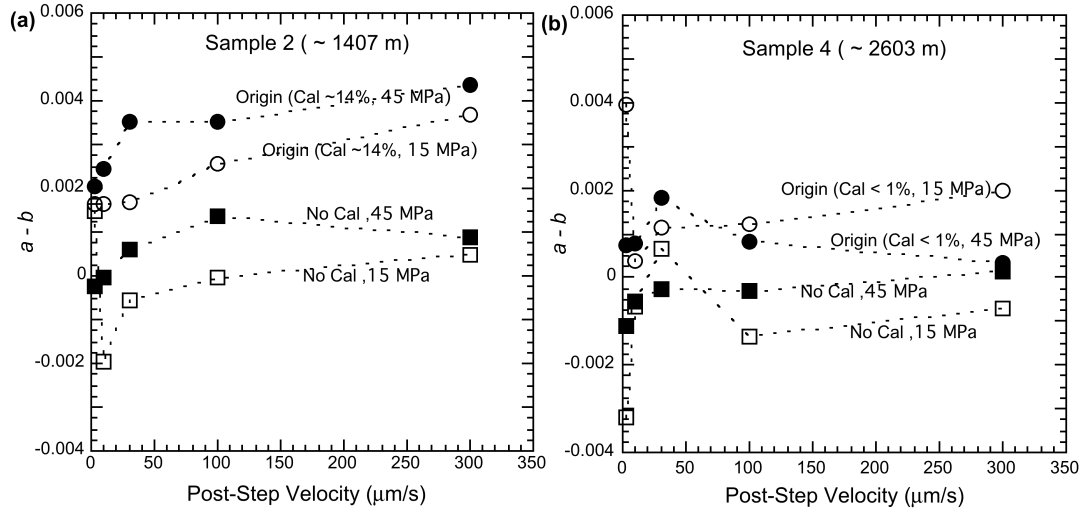 (a)
0.006
0.004
0.002
0
-0.002
-0.004
a - b
Sample 2 ( ~ 1407 m)
Origin (Cal ~14%, 45 MPa)
Origin (Cal ~14%, 15 MPa)
No Cal ,45 MPa
No Cal ,15 MPa
0 50 100 150 200 250 300 350
Post-Step Velocity (μm/s)
(b)
0.006
0.004
0.002
0
-0.002
-0.004
a - b
Sample 4 ( ~ 2603 m)
Origin (Cal < 1%, 15 MPa)
Origin (Cal < 1%, 45 MPa)
No Cal ,45 MPa
No Cal ,15 MPa
0 50 100 150 200 250 300 350
Post-Step Velocity (μm/s)